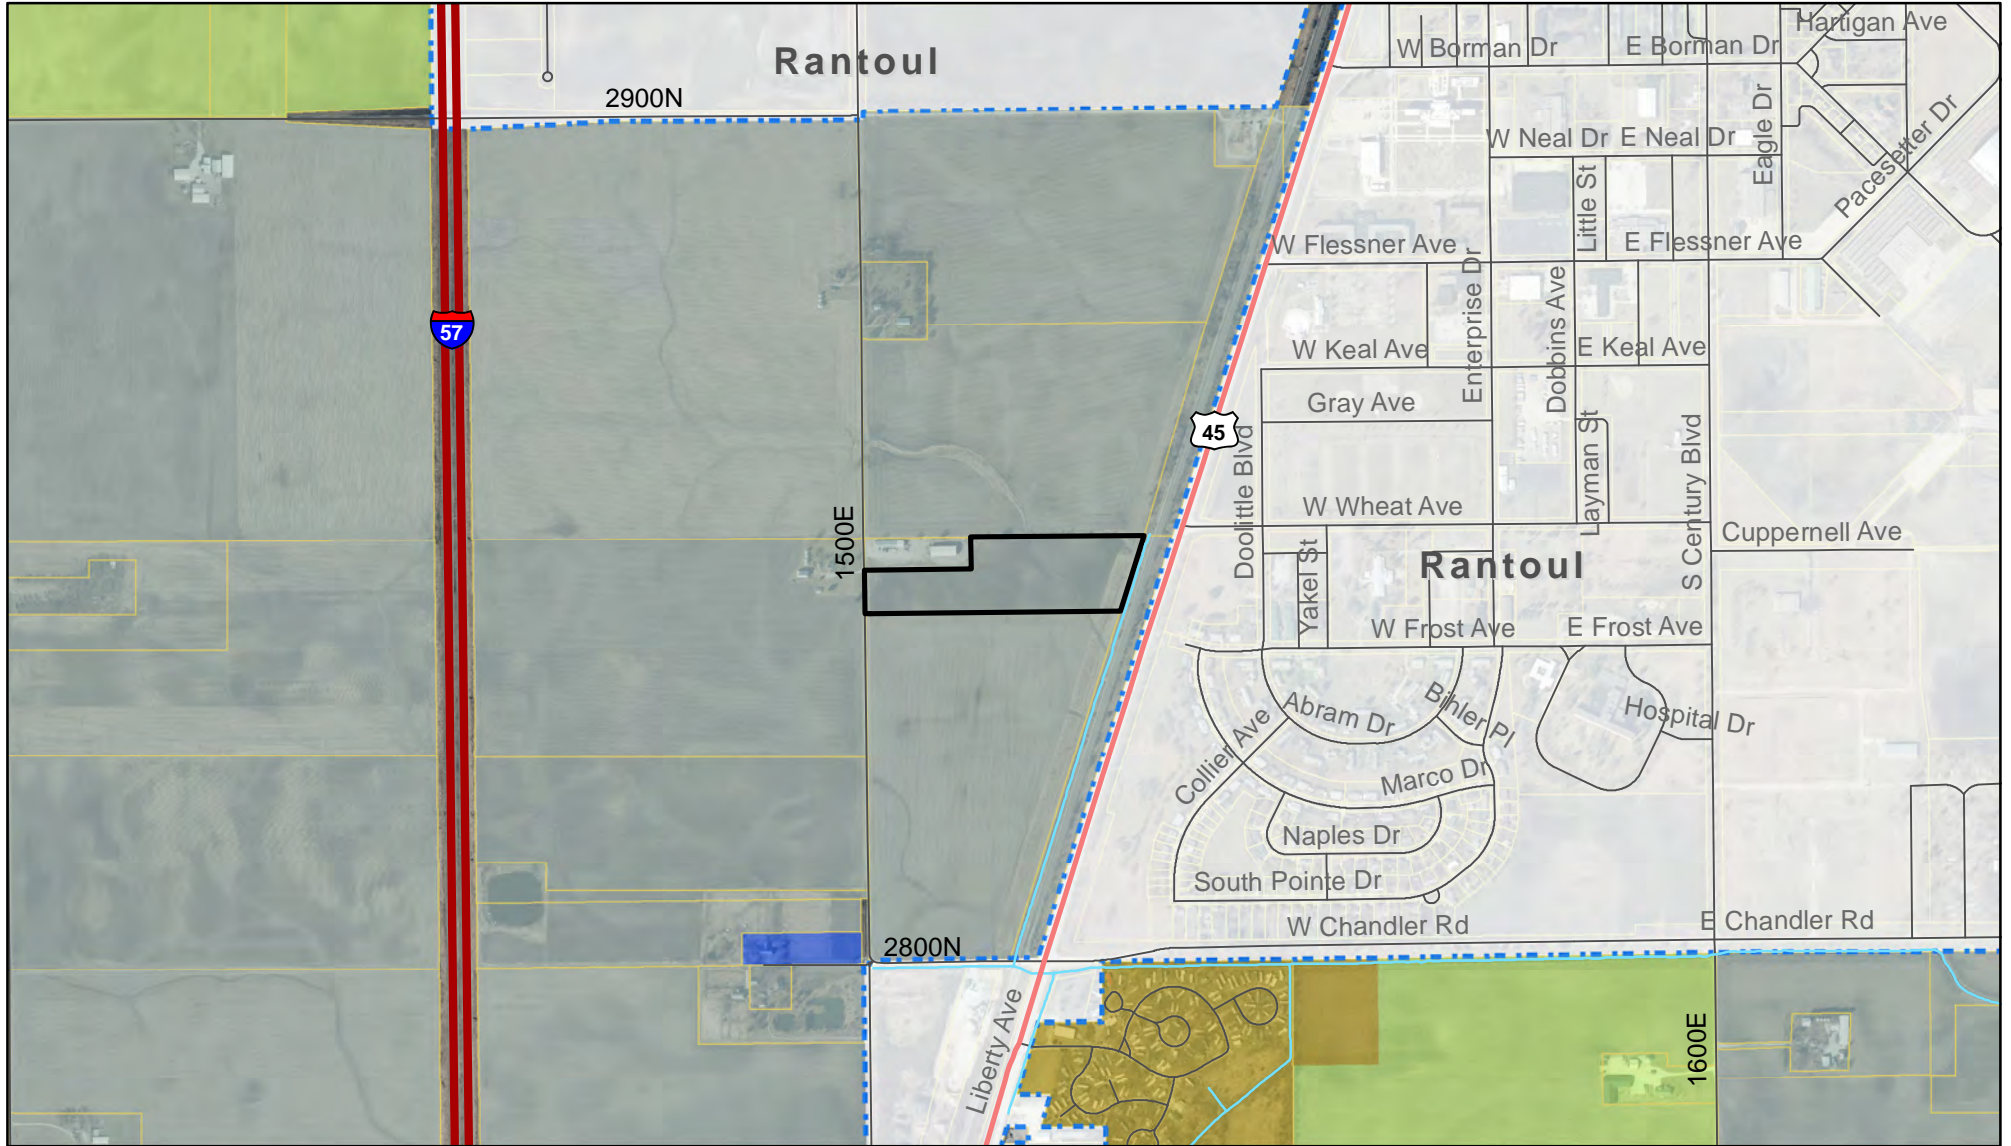 Hartigan Ave
W Borman Dr
E Borman Dr
Rantoul
2900N
Eagle Dr
Pacesetter Dr
W Neal Dr
E Neal Dr
Little St
W Flessner Ave
E Flessner Ave
Enterprise Dr
Dobbins Ave
57
W Keal Ave
E Keal Ave
Gray Ave
45
Doolittle Blvd
Layman St
S Century Blvd
W Wheat Ave
1500E
Cuppernell Ave
Yakel St
Rantoul
W Frost Ave
E Frost Ave
Abram Dr
Bihler Pl
Hospital Dr
Collier Ave
Marco Dr
Naples Dr
South Pointe Dr
W Chandler Rd
E Chandler Rd
2800N
Liberty Ave
1600E